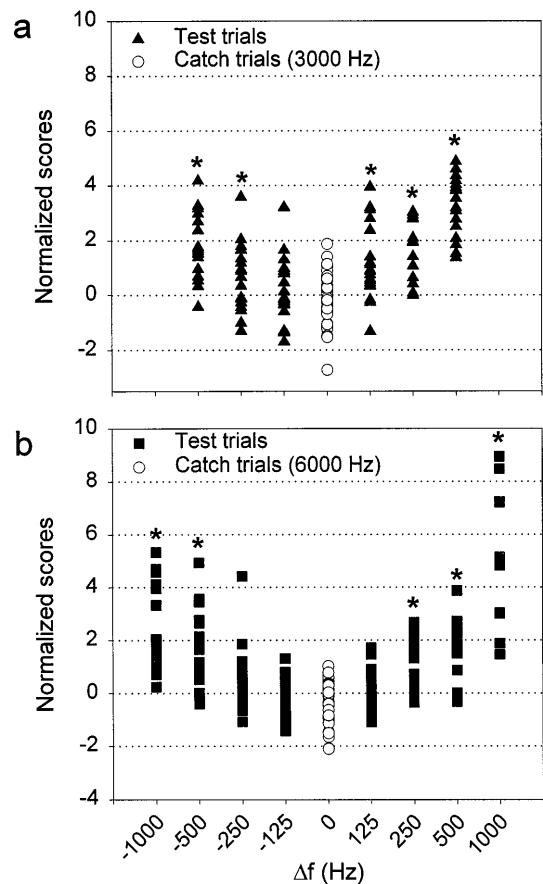 a
10
8
6
4
2
0
-2
Normalized scores
▲ Test trials
○ Catch trials (3000 Hz)
* * * * *
b
10
8
6
4
2
0
-2
-4
Normalized scores
■ Test trials
○ Catch trials (6000 Hz)
* * * * *
-1000 -500 -250 -125 0 125 250 500 1000
Δf (Hz)